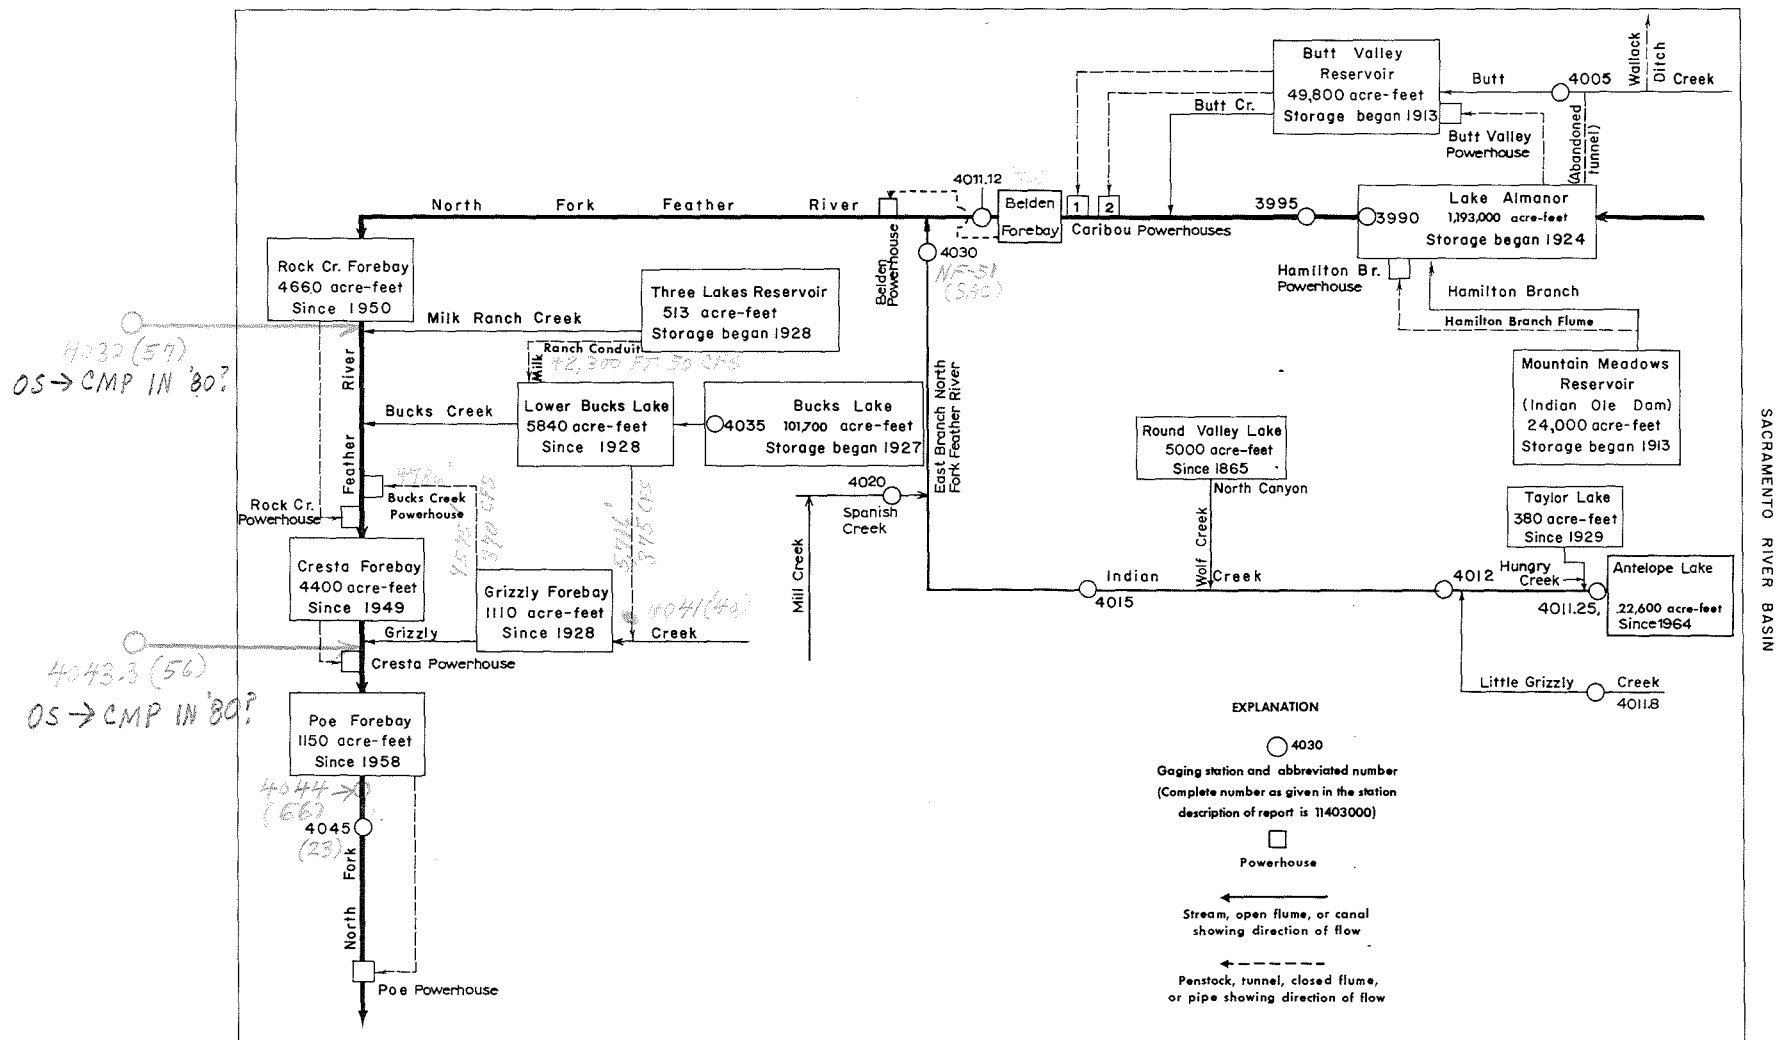 Wallack
Ditch
Butt Valley
Reservoir
49,800 acre-feet
Storage began 1913
Butt
4005
Creek
Butt Cr.
(Abandoned
tunnel)
Butt Valley
Powerhouse
4011.12
Belden
Forebay
1
2
Caribou Powerhouses
3995
3990
Lake Almanor
1,193,000 acre-feet
Storage began 1924
North Fork Feather River
Belden
Powerhouse
4030
NF-51
(SAC)
Hamilton Br.
Powerhouse
Hamilton Branch
Hamilton Branch Flume
Rock Cr. Forebay
4660 acre-feet
Since 1950
Three Lakes Reservoir
513 acre-feet
Storage began 1928
Milk Ranch Creek
4032 (57)
OS → CMP IN '80?
River
Milk
Ranch Conduit
42,300 FT 50 CFS
Mountain Meadows
Reservoir
(Indian Ole Dam)
24,000 acre-feet
Storage began 1913
Bucks Creek
Lower Bucks Lake
5840 acre-feet
Since 1928
4035
Bucks Lake
101,700 acre-feet
Storage began 1927
East Branch North
Fork Feather River
Round Valley Lake
5000 acre-feet
Since 1865
North Canyon
Feather
Bucks Creek
Powerhouse
Rock Cr.
Powerhouse
340 CFS
375 CFS
4020
Spanish
Creek
Mill Creek
Wolf Creek
Taylor Lake
380 acre-feet
Since 1929
Hungry
Creek
Antelope Lake
22,600 acre-feet
Since 1964
Cresta Forebay
4400 acre-feet
Since 1949
Grizzly Forebay
1110 acre-feet
Since 1928
4041 (40)
Grizzly
Creek
Indian Creek
4015
4012
4011.25
4043.3 (56)
OS → CMP IN '80?
Cresta Powerhouse
Little Grizzly Creek
4011.8
Poe Forebay
1150 acre-feet
Since 1958
4044 →
4045
(23)
North Fork
Poe Powerhouse
EXPLANATION
4030
Gaging station and abbreviated number
(Complete number as given in the station
description of report is 11403000)
Powerhouse
Stream, open flume, or canal
showing direction of flow
Penstock, tunnel, closed flume,
or pipe showing direction of flow
SACRAMENTO RIVER BASIN